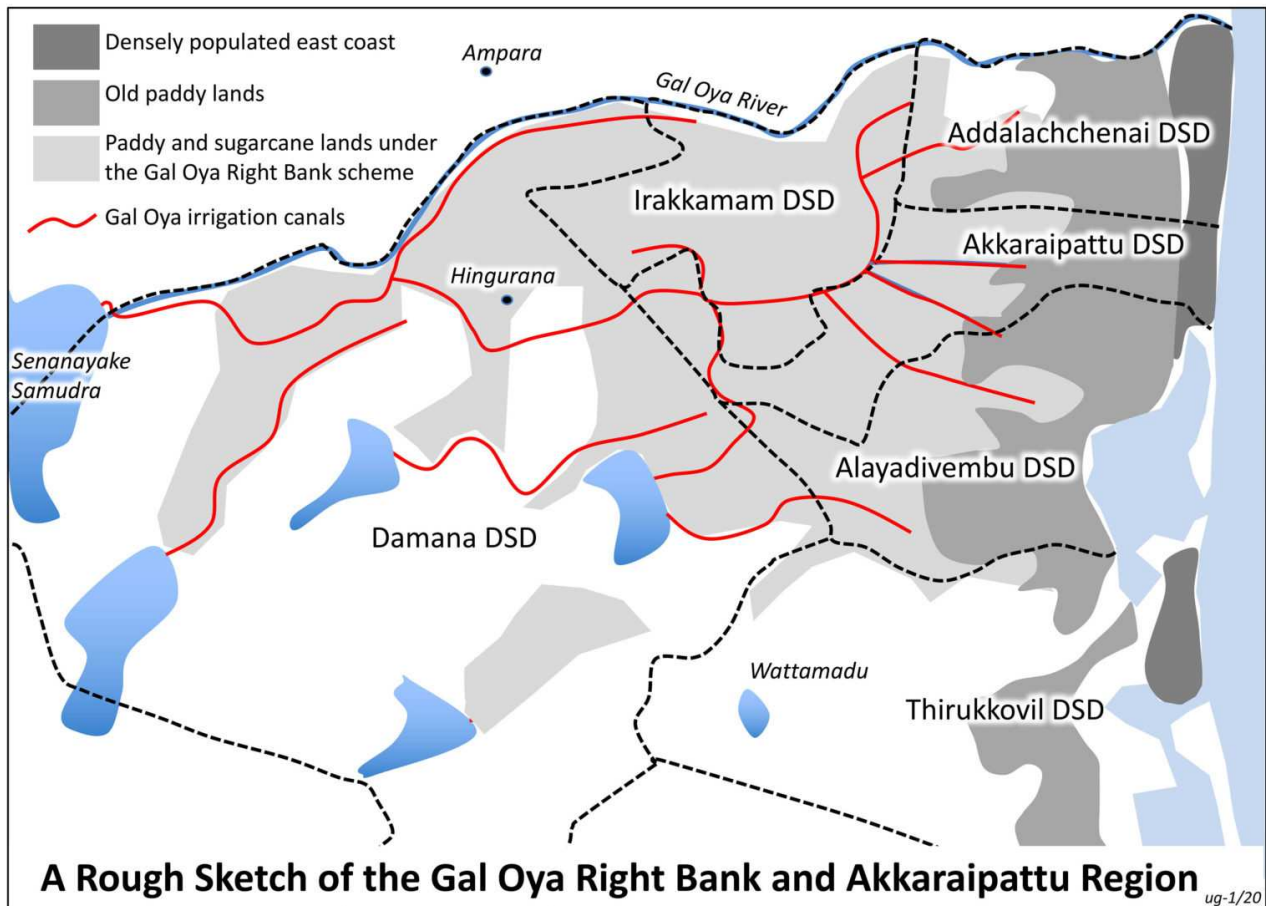 Densely populated east coast
Old paddy lands
Paddy and sugarcane lands under
the Gal Oya Right Bank scheme
Gal Oya irrigation canals
Ampara
Gal Oya River
Addalachchenai DSD
Irakkamam DSD
Akkaraipattu DSD
Hingurana
Senanayake
Samudra
Alayadivembu DSD
Damana DSD
Wattamadu
Thirukkovil DSD
A Rough Sketch of the Gal Oya Right Bank and Akkaraipattu Region
ug-1/20